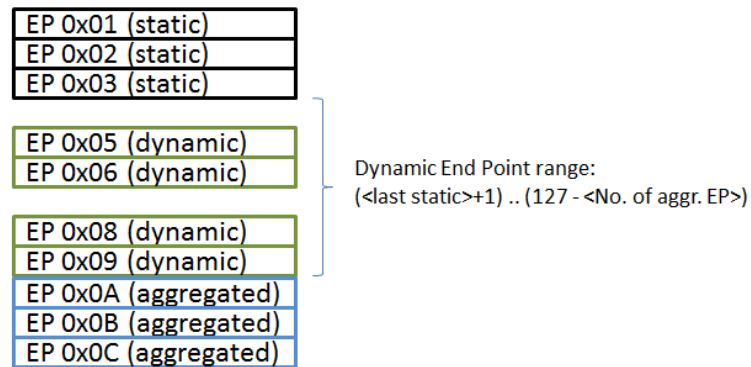 EP 0x01 (static)
EP 0x02 (static)
EP 0x03 (static)
EP 0x05 (dynamic)
EP 0x06 (dynamic)
Dynamic End Point range:
(<last static>+1) .. (127 - <No. of aggr. EP>)
EP 0x08 (dynamic)
EP 0x09 (dynamic)
EP 0x0A (aggregated)
EP 0x0B (aggregated)
EP 0x0C (aggregated)